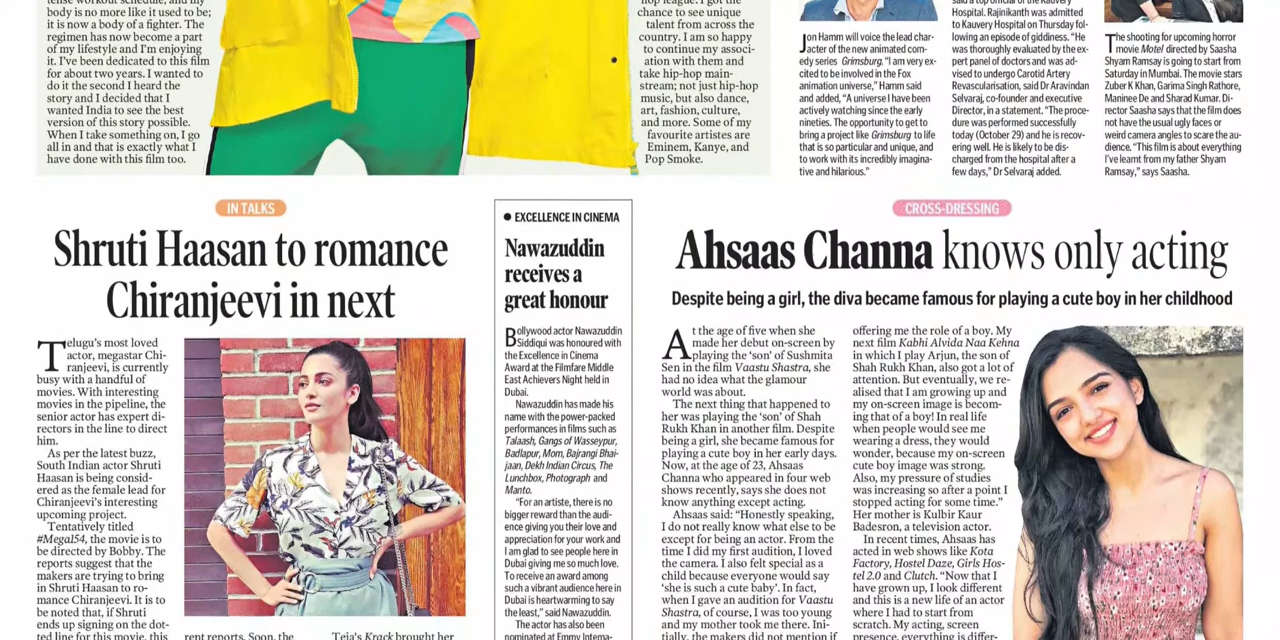 tense workout schedule, and my
body is no more like it used to be;
it is now a body of a fighter. The
regimen has now become a part
of my lifestyle and I'm enjoying
it. I've been dedicated to this film
for about two years. I wanted to
do it the second I heard the
story and I decided that I
wanted India to see the best
version of this story possible.
When I take something on, I go
all in and that is exactly what I
have done with this film too.
hop league. I got the
chance to see unique
talent from across the
country. I am so happy
to continue my associ-
ation with them and
take hip-hop main-
stream; not just hip-hop
music, but also dance,
art, fashion, culture,
and more. Some of my
favourite artistes are
Eminem, Kanye, and
Pop Smoke.
Jon Hamm will voice the lead char-
acter of the new animated com-
edy series Grimsburg. "I am very ex-
cited to be involved in the Fox
animation universe," Hamm said
and added, "A universe I have been
actively watching since the early
nineties. The opportunity to get to
bring a project like Grimsburg to life
that is so particular and unique, and
to work with its incredibly imagina-
tive and hilarious."
said a top official of the Kauvery
Hospital. Rajinikanth was admitted
to Kauvery Hospital on Thursday fol-
lowing an episode of giddiness. "He
was thoroughly evaluated by the ex-
pert panel of doctors and was ad-
vised to undergo Carotid Artery
Revascularisation, said Dr Aravindan
Selvaraj, co-founder and executive
Director, in a statement. "The proce-
dure was performed successfully
today (October 29) and he is recov-
ering well. He is likely to be dis-
charged from the hospital after a
few days," Dr Selvaraj added.
The shooting for upcoming horror
movie Motel directed by Saasha
Shyam Ramsay is going to start from
Saturday in Mumbai. The movie stars
Zuber K Khan, Garima Singh Rathore,
Maninee De and Sharad Kumar. Di-
rector Saasha says that the film does
not have the usual ugly faces or
weird camera angles to scare the au-
dience. "This film is about everything
I've learnt from my father Shyam
Ramsay," says Saasha.
IN TALKS
Shruti Haasan to romance
Chiranjeevi in next
Telugu's most loved
actor, megastar Chi-
ranjeevi, is currently
busy with a handful of
movies. With interesting
movies in the pipeline, the
senior actor has expert di-
rectors in the line to direct
him.
As per the latest buzz,
South Indian actor Shruti
Haasan is being consid-
ered as the female lead for
Chiranjeevi's interesting
upcoming project.
Tentatively titled
#Mega154, the movie is to
be directed by Bobby. The
reports suggest that the
makers are trying to bring
in Shruti Haasan to ro-
mance Chiranjeevi. It is to
be noted that, if Shruti
ends up signing on the dot-
ted line for this movie, this
rent reports. Soon, the
Teja's Krack brought her
● EXCELLENCE IN CINEMA
Nawazuddin
receives a
great honour
Bollywood actor Nawazuddin
Siddiqui was honoured with
the Excellence in Cinema
Award at the Filmfare Middle
East Achievers Night held in
Dubai.
Nawazuddin has made his
name with the power-packed
performances in films such as
Talaash, Gangs of Wasseypur,
Badlapur, Mom, Bajrangi Bhai-
jaan, Dekh Indian Circus, The
Lunchbox, Photograph and
Manto.
"For an artiste, there is no
bigger reward than the audi-
ence giving you their love and
appreciation for your work and
I am glad to see people here in
Dubai giving me so much love.
To receive an award among
such a vibrant audience here in
Dubai is heartwarming to say
the least," said Nawazuddin.
The actor has also been
nominated at Emmy Interna-
CROSS-DRESSING
Ahsaas Channa knows only acting
Despite being a girl, the diva became famous for playing a cute boy in her childhood
At the age of five when she
made her debut on-screen by
playing the 'son' of Sushmita
Sen in the film Vaastu Shastra, she
had no idea what the glamour
world was about.
The next thing that happened to
her was playing the 'son' of Shah
Rukh Khan in another film. Despite
being a girl, she became famous for
playing a cute boy in her early days.
Now, at the age of 23, Ahsaas
Channa who appeared in four web
shows recently, says she does not
know anything except acting.
Ahsaas said: "Honestly speaking,
I do not really know what else to be
except for being an actor. From the
time I did my first audition, I loved
the camera. I also felt special as a
child because everyone would say
'she is such a cute baby'. In fact,
when I gave an audition for Vaastu
Shastra, of course, I was too young
and my mother took me there. Ini-
tially, the makers did not mention if
offering me the role of a boy. My
next film Kabhi Alvida Naa Kehna
in which I play Arjun, the son of
Shah Rukh Khan, also got a lot of
attention. But eventually, we re-
alised that I am growing up and
my on-screen image is becom-
ing that of a boy! In real life
when people would see me
wearing a dress, they would
wonder, because my on-screen
cute boy image was strong.
Also, my pressure of studies
was increasing so after a point I
stopped acting for some time."
Her mother is Kulbir Kaur
Badesron, a television actor.
In recent times, Ahsaas has
acted in web shows like Kota
Factory, Hostel Daze, Girls Hos-
tel 2.0 and Clutch. "Now that I
have grown up, I look different
and this is a new life of an actor
where I had to start from
scratch. My acting, screen
presence, everything is differ-